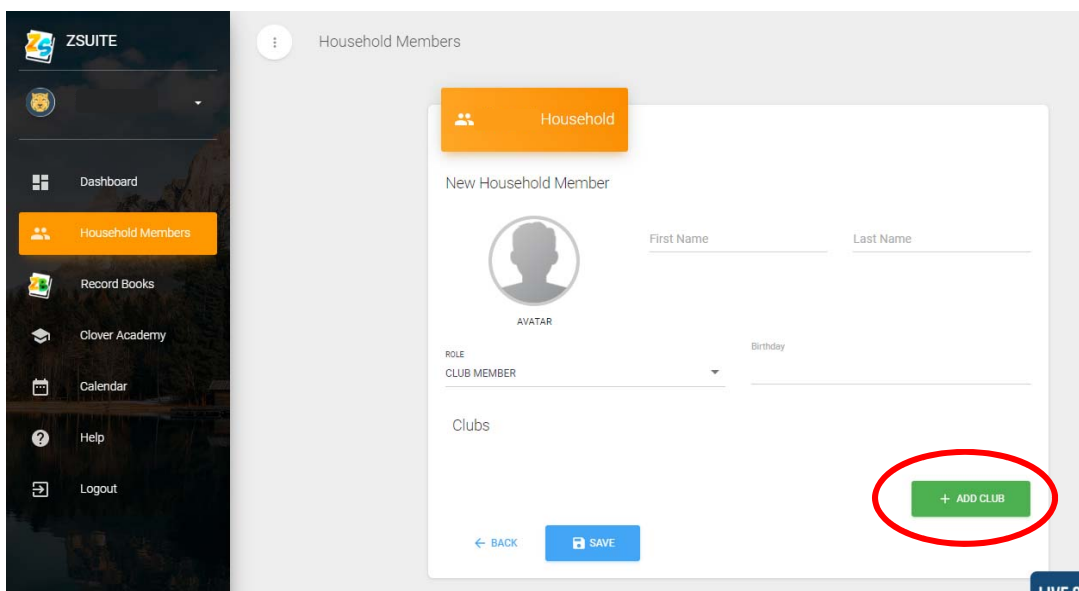 ZSUITE
Household Members
Household
Dashboard
New Household Member
Household Members
First Name
Last Name
Record Books
AVATAR
Clover Academy
ROLE
Birthday
CLUB MEMBER
Calendar
Clubs
Help
Logout
+ ADD CLUB
← BACK
SAVE
LIVE